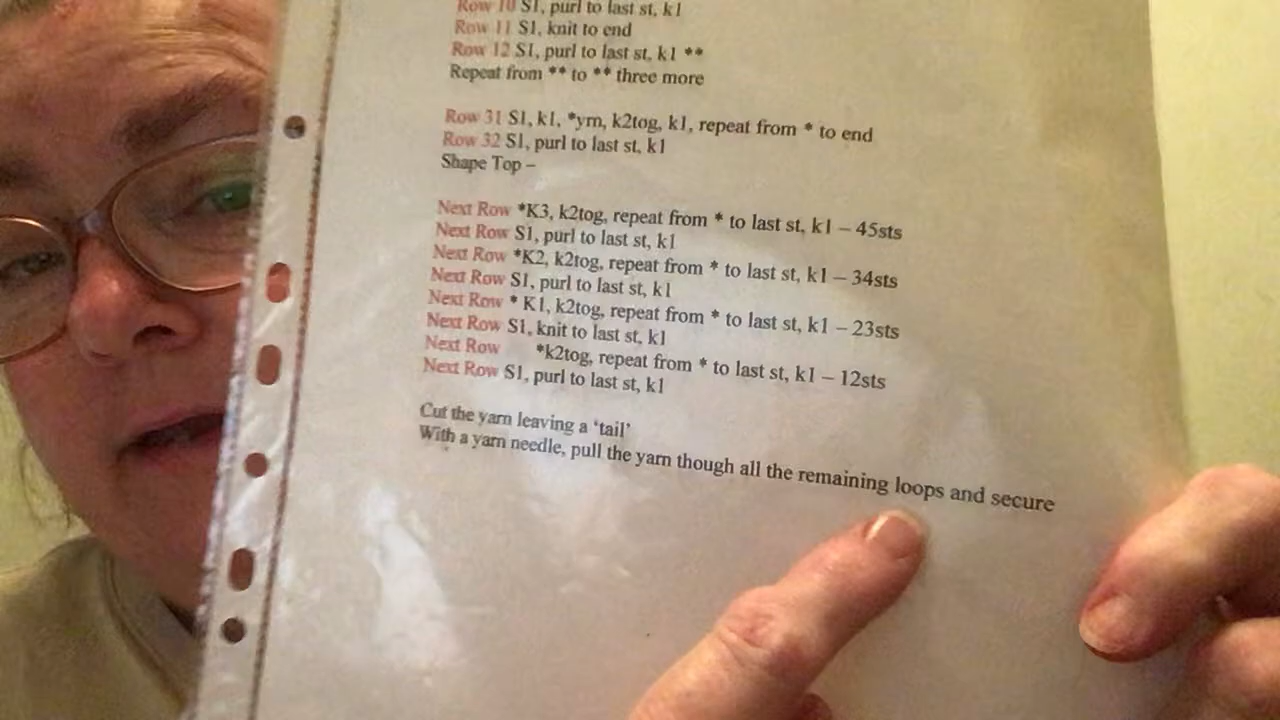 Row 10 S1, purl to last st, k1
Row 11 S1, knit to end
Row 12 S1, purl to last st, k1 **
Repeat from ** to ** three more
Row 31 S1, k1, *yrn, k2tog, k1, repeat from * to end
Row 32 S1, purl to last st, k1
Shape Top –
Next Row *K3, k2tog, repeat from * to last st, k1 – 45sts
Next Row S1, purl to last st, k1
Next Row *K2, k2tog, repeat from * to last st, k1 – 34sts
Next Row S1, purl to last st, k1
Next Row * K1, k2tog, repeat from * to last st, k1 – 23sts
Next Row S1, knit to last st, k1
Next Row *k2tog, repeat from * to last st, k1 – 12sts
Next Row S1, purl to last st, k1
Cut the yarn leaving a ‘tail’
With a yarn needle, pull the yarn though all the remaining loops and secure